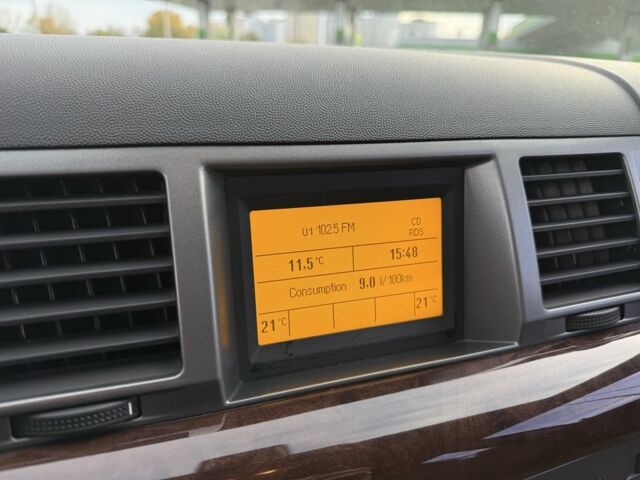 U1 102.5 FM CD
RDS
11,5°C 15:48
Consumption 9,0 l/100km
21°C 21°C